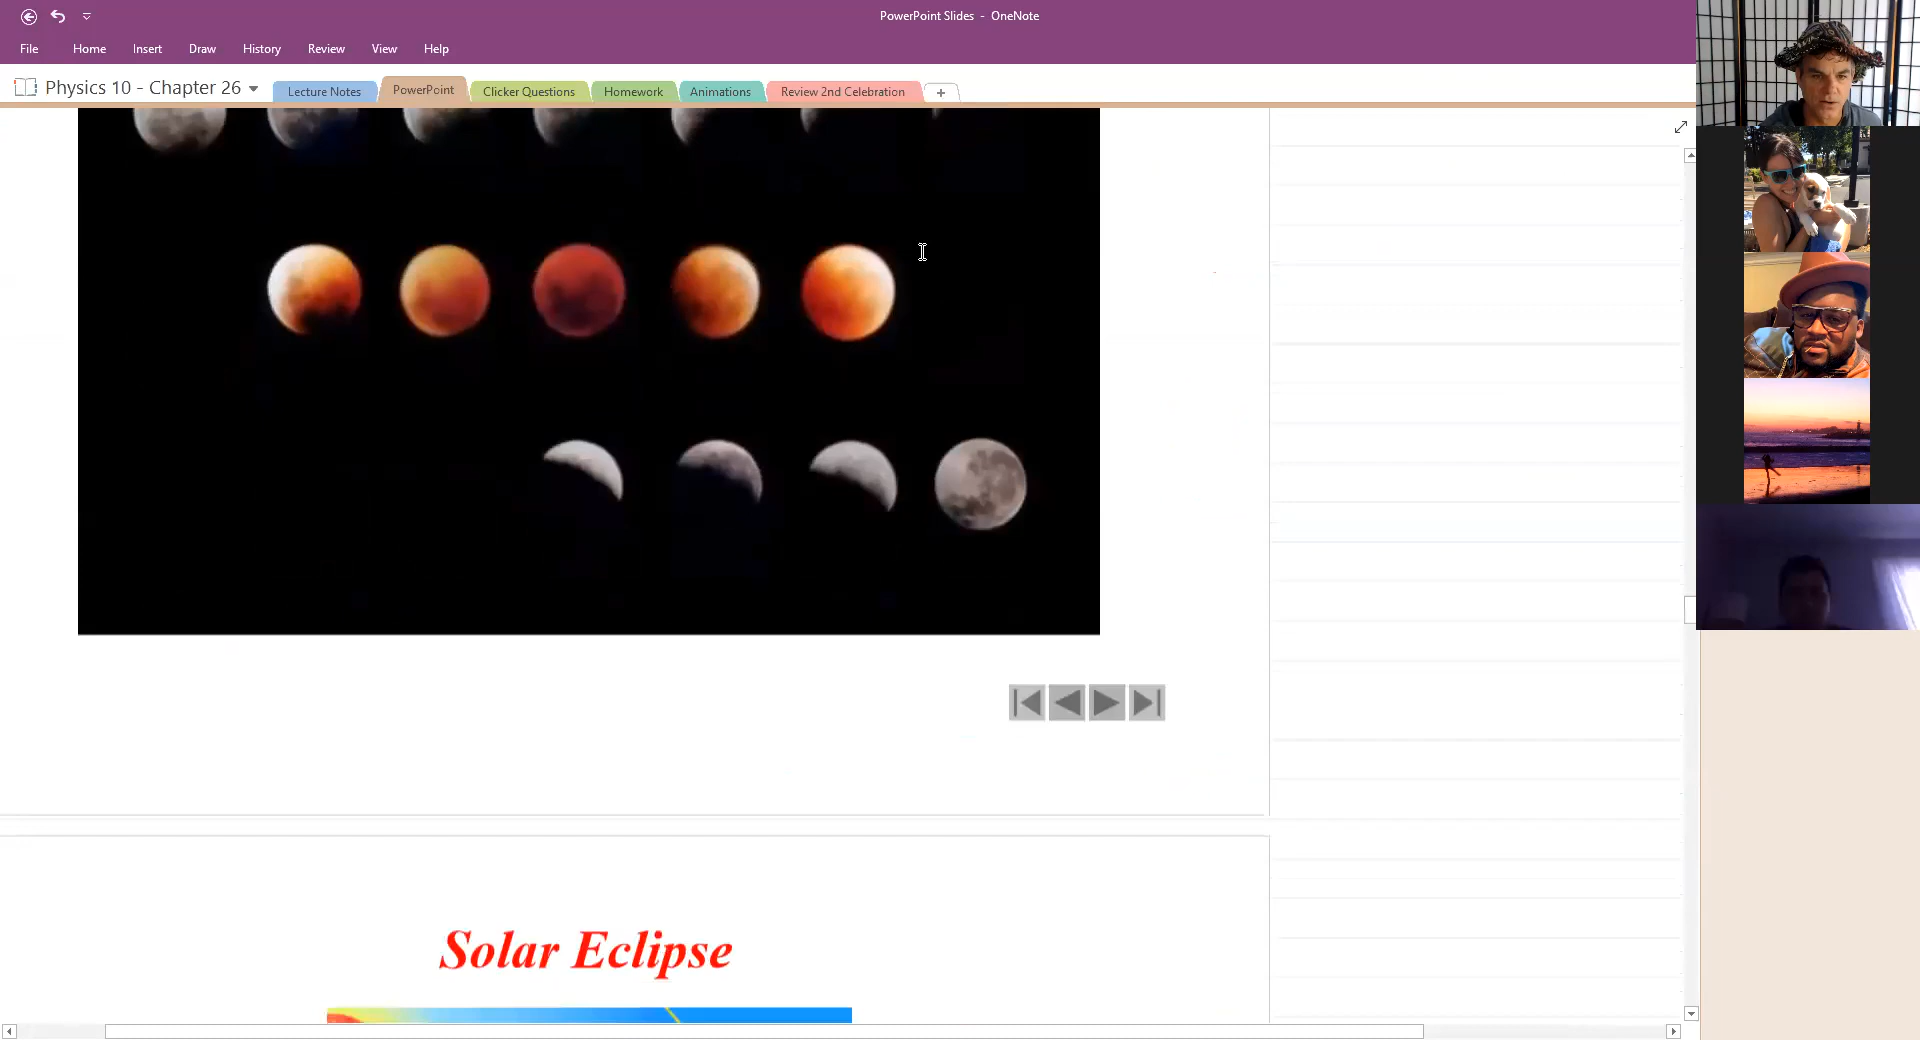 PowerPoint Slides - OneNote
File Home Insert Draw History Review View Help
Physics 10 - Chapter 26 Lecture Notes PowerPoint Clicker Questions Homework Animations Review 2nd Celebration +
Solar Eclipse